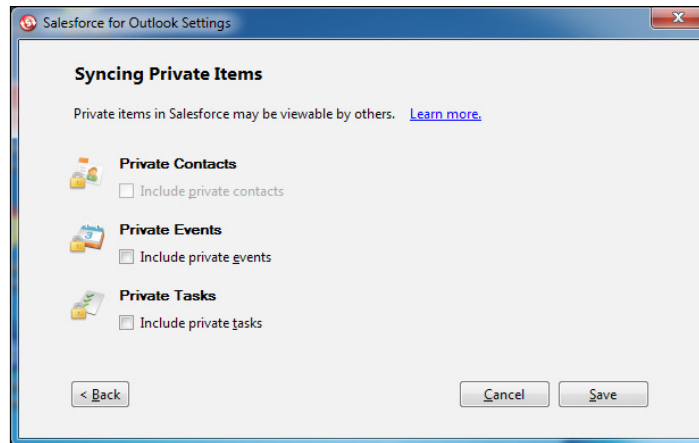 Salesforce for Outlook Settings
Syncing Private Items
Private items in Salesforce may be viewable by others. Learn more.
Private Contacts
Include private contacts
Private Events
3
Include private events
Private Tasks
Include private tasks
< Back
Cancel
Save